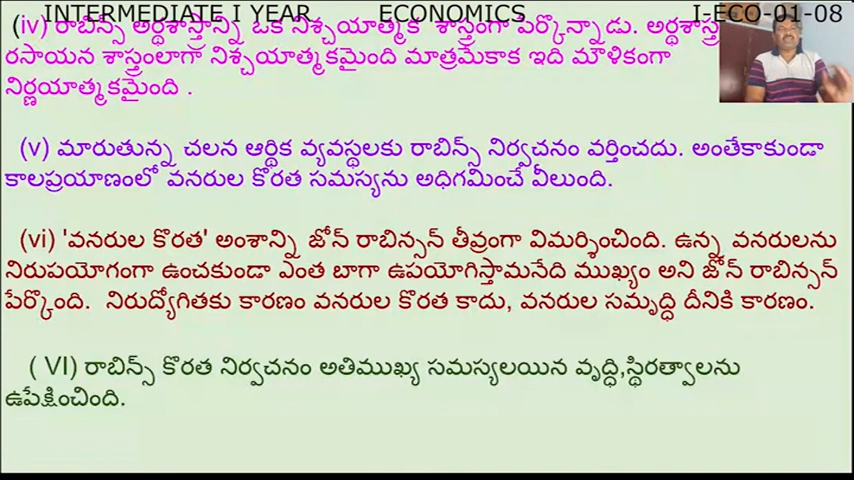 INTERMEDIATE I YEAR ECONOMICS I-ECO-01-08
(iv) రాబిన్స్ అర్థశాస్త్రాన్ని ఒక నిశ్చయాత్మక శాస్త్రంగా పేర్కొన్నాడు. అర్థశాస్త్ర
రసాయన శాస్త్రంలాగా నిశ్చయాత్మకమైంది మాత్రమేకాక ఇది మౌళికంగా
నిర్ణయాత్మకమైంది .
(v) మారుతున్న చలన ఆర్థిక వ్యవస్థలకు రాబిన్స్ నిర్వచనం వర్తించదు. అంతేకాకుండా
కాలప్రయాణంలో వనరుల కొరత సమస్యను అధిగమించే వీలుంది.
(vi) 'వనరుల కొరత' అంశాన్ని జోన్ రాబిన్సన్ తీవ్రంగా విమర్శించింది. ఉన్న వనరులను
నిరుపయోగంగా ఉంచకుండా ఎంత బాగా ఉపయోగిస్తామనేది ముఖ్యం అని జోన్ రాబిన్సన్
పేర్కొంది. నిరుద్యోగితకు కారణం వనరుల కొరత కాదు, వనరుల సమృద్ధి దీనికి కారణం.
( VI) రాబిన్స్ కొరత నిర్వచనం అతిముఖ్య సమస్యలయిన వృద్ధి,స్థిరత్వాలను
ఉపేక్షించింది.